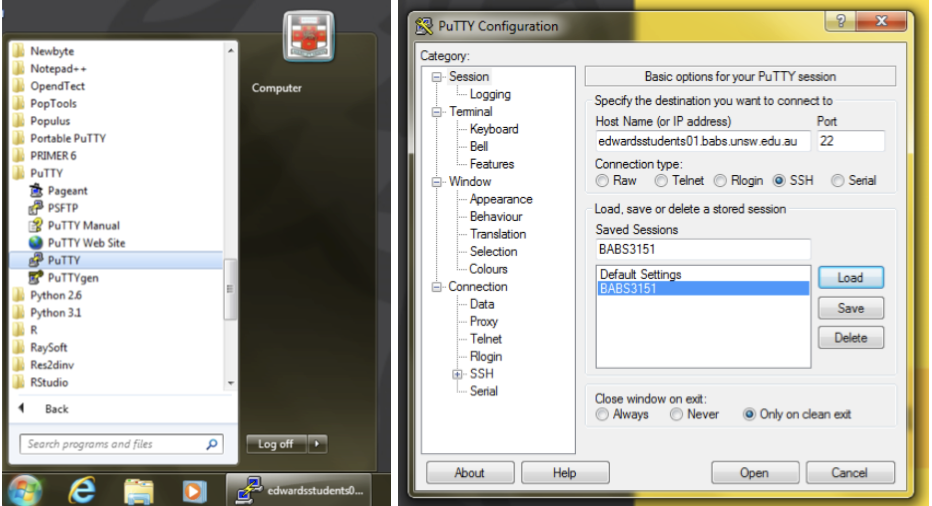 Newbyte
Notepad++
OpendTect
PopTools
Populus
Portable PuTTY
PRIMER 6
PuTTY
Pageant
PSFTP
PuTTY Manual
PuTTY Web Site
PuTTY
PuTTYgen
Python 2.6
Python 3.1
R
RaySoft
Res2dinv
RStudio
Back
Search programs and files
Computer
Log off
edwardsstudents0...
PuTTY Configuration
Category:
Session
Logging
Terminal
Keyboard
Bell
Features
Window
Appearance
Behaviour
Translation
Selection
Colours
Connection
Data
Proxy
Telnet
Rlogin
SSH
Serial
Basic options for your PuTTY session
Specify the destination you want to connect to
Host Name (or IP address) Port
edwardsstudents01.babs.unsw.edu.au 22
Connection type:
Raw Telnet Rlogin SSH Serial
Load, save or delete a stored session
Saved Sessions
BABS3151
Default Settings
BABS3151
Load
Save
Delete
Close window on exit:
Always Never Only on clean exit
About Help Open Cancel